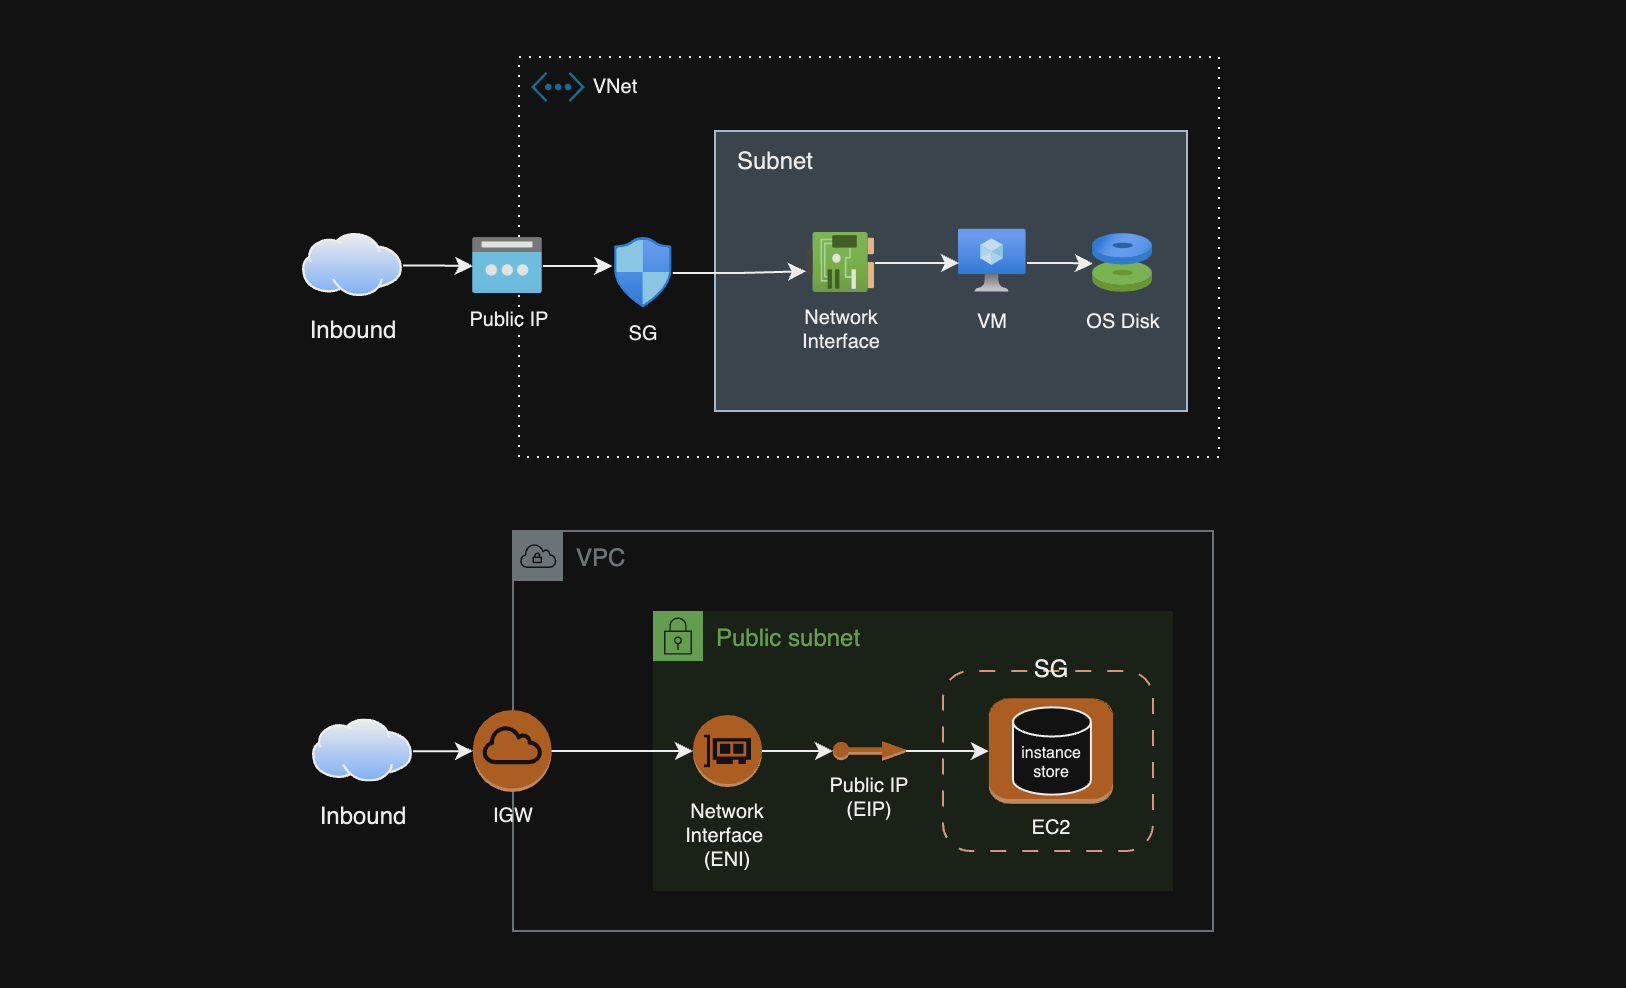 VNet
Subnet
Inbound
Public IP
SG
Network
Interface
VM
OS Disk
VPC
Public subnet
SG
instance
store
Inbound
IGW
Network
Interface
(ENI)
Public IP
(EIP)
EC2